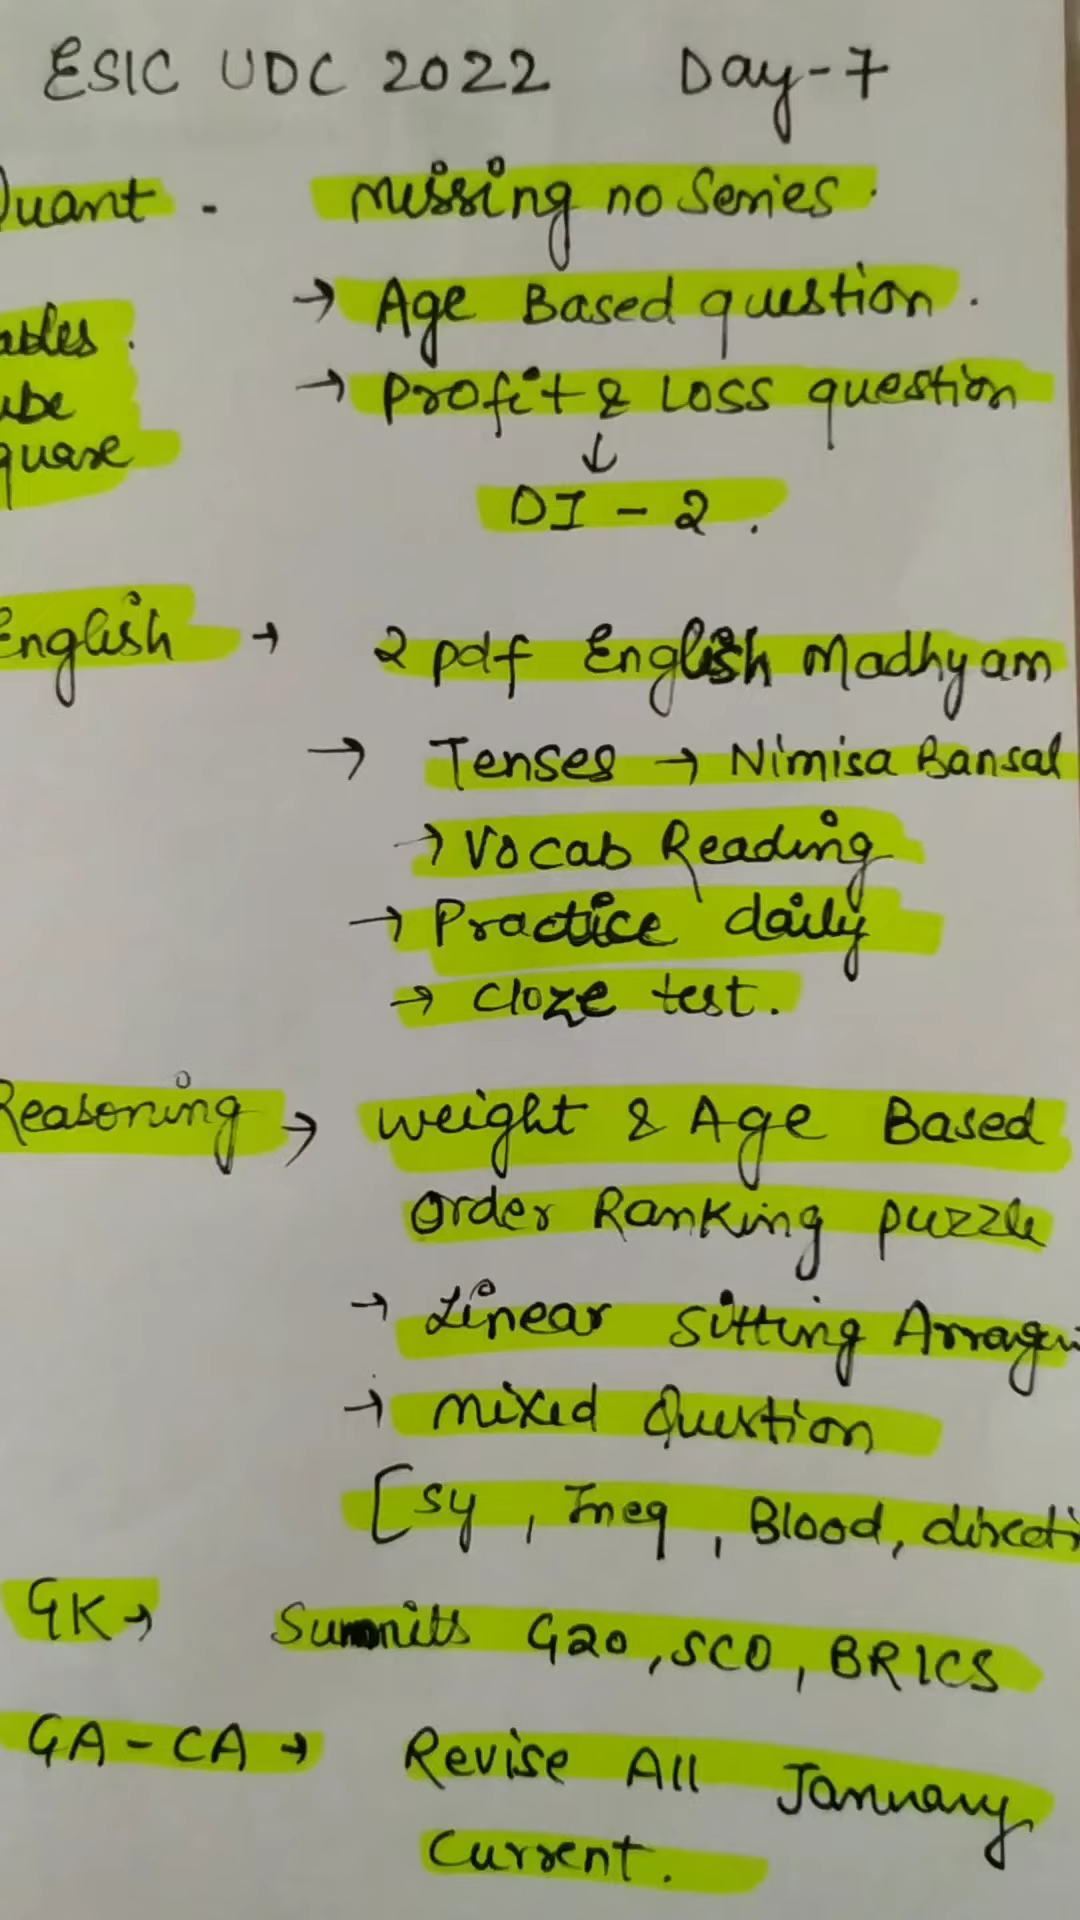 ESIC UDC 2022 Day-7
Quant - missing no Series.
→ Age Based question.
ables.
→ Profit & Loss question
ube
↓
quare
DI - 2.
English → 2 pdf English Madhyam
→ Tenses → Nimisa Bansal
→ Vocab Reading
→ Practice daily
→ Cloze test.
Reasoning → weight & Age Based
order Ranking puzzle
→ Linear Sitting Arragem
→ mixed Question
[sy, Ineq, Blood, directi
GK → Summits G20, SCO, BRICS
GA - CA → Revise All January
Current.